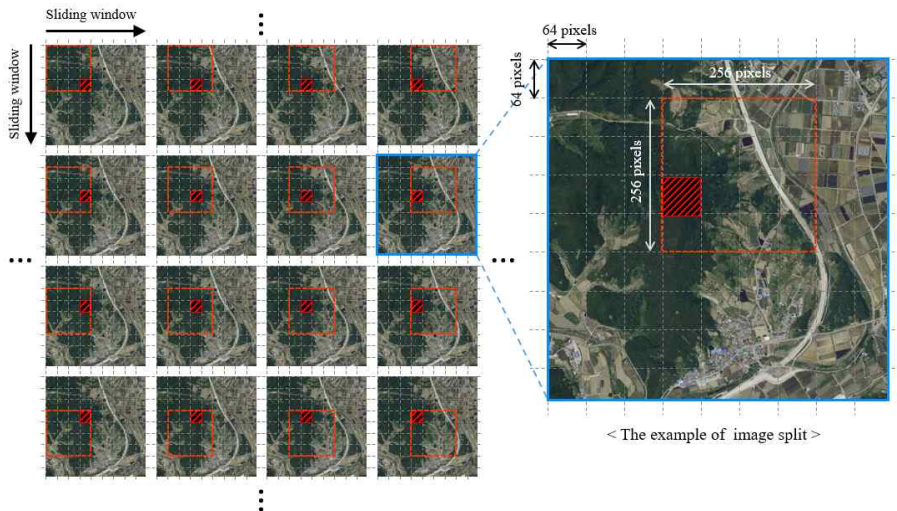 Sliding window
Sliding window
64 pixels
64 pixels
256 pixels
256 pixels
< The example of image split >